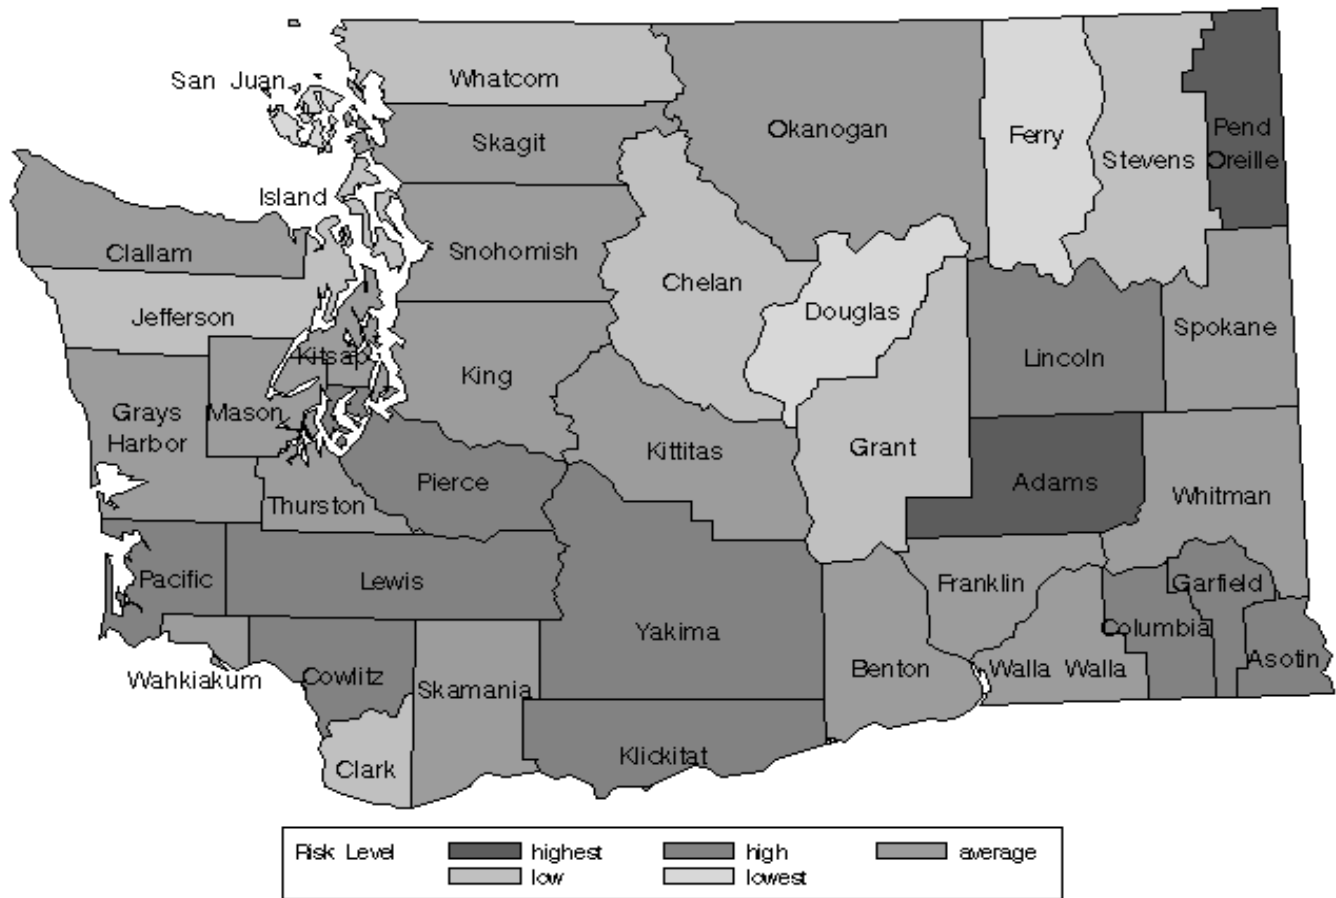 San Juan
Whatcom
Skagit
Okanogan
Ferry
Stevens
Pend
Oreille
Island
Clallam
Snohomish
Chelan
Jefferson
Douglas
Spokane
Kitsap
King
Lincoln
Grays
Harbor
Mason
Kittitas
Grant
Pierce
Adams
Thurston
Whitman
Pacific
Lewis
Franklin
Garfield
Yakima
Columbia
Wahkiakum
Cowlitz
Skamania
Benton
Walla Walla
Asotin
Clark
Klickitat
Risk Level
highest
high
average
low
lowest